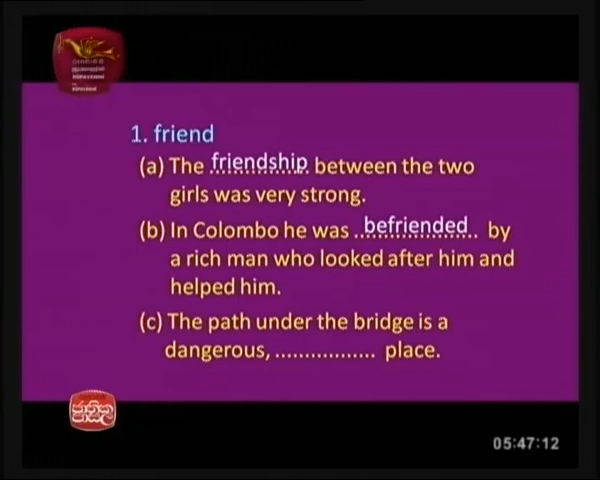 1. friend
(a) The friendship between the two
girls was very strong.
(b) In Colombo he was ..befriended.. by
a rich man who looked after him and
helped him.
(c) The path under the bridge is a
dangerous, ................. place.
ජාතික
පාසල
05:47:12